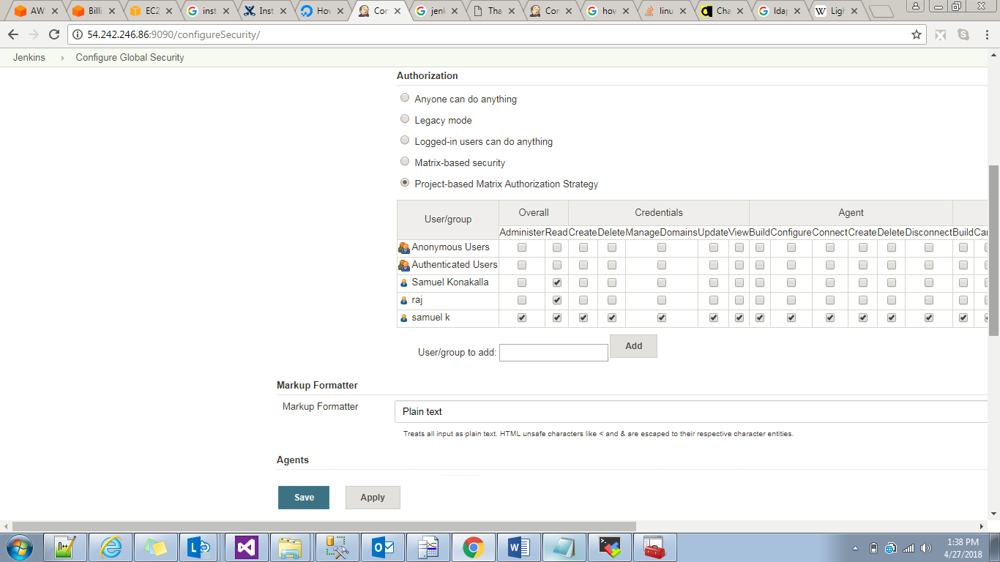 AW
Billi
EC2
inst
Inst
Ho
Cor
jen
Tha
Cor
how
linu
Cha
ldap
Ligh
54.242.246.86:9090/configureSecurity/
Jenkins
Configure Global Security
Authorization
Anyone can do anything
Legacy mode
Logged-in users can do anything
Matrix-based security
Project-based Matrix Authorization Strategy
User/group Overall Credentials Agent
Administer Read Create Delete ManageDomains Update View Build Configure Connect Create Delete Disconnect Build Can
Anonymous Users
Authenticated Users
Samuel Konakalla
raj
samuel k
User/group to add:
Add
Markup Formatter
Markup Formatter
Plain text
Treats all input as plain text. HTML unsafe characters like < and & are escaped to their respective character entities.
Agents
Save
Apply
1:38 PM
4/27/2018